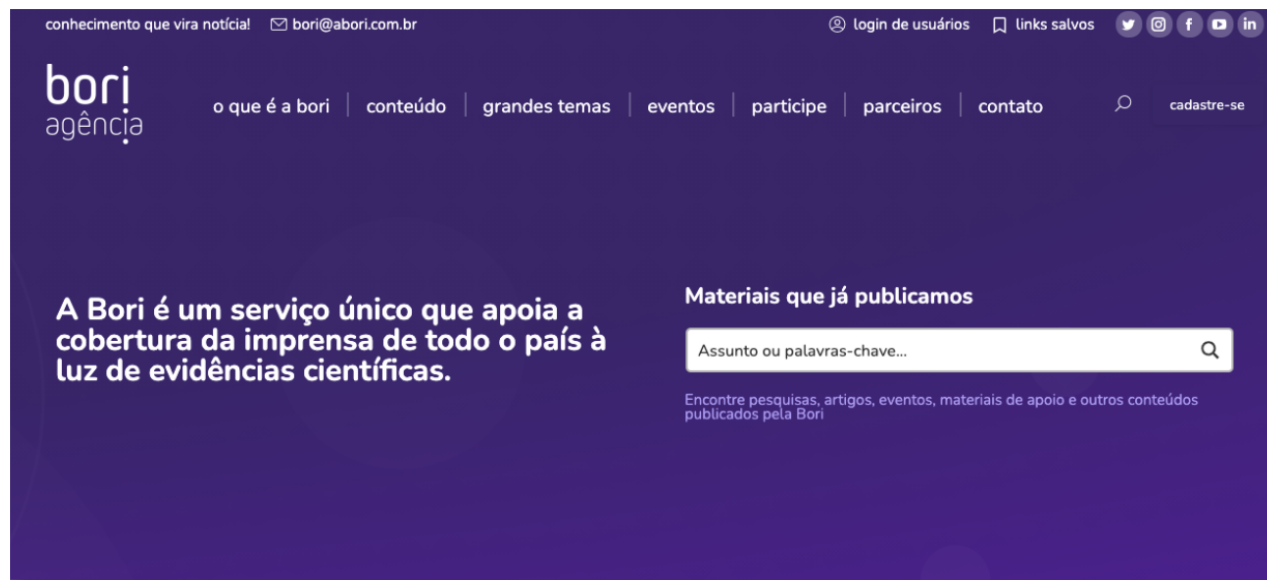 conhecimento que vira notícia! bori@abori.com.br login de usuários links salvos
bori
agência
o que é a bori conteúdo grandes temas eventos participe parceiros contato cadastre-se
A Bori é um serviço único que apoia a
cobertura da imprensa de todo o país à
luz de evidências científicas.
Materiais que já publicamos
Assunto ou palavras-chave...
Encontre pesquisas, artigos, eventos, materiais de apoio e outros conteúdos
publicados pela Bori